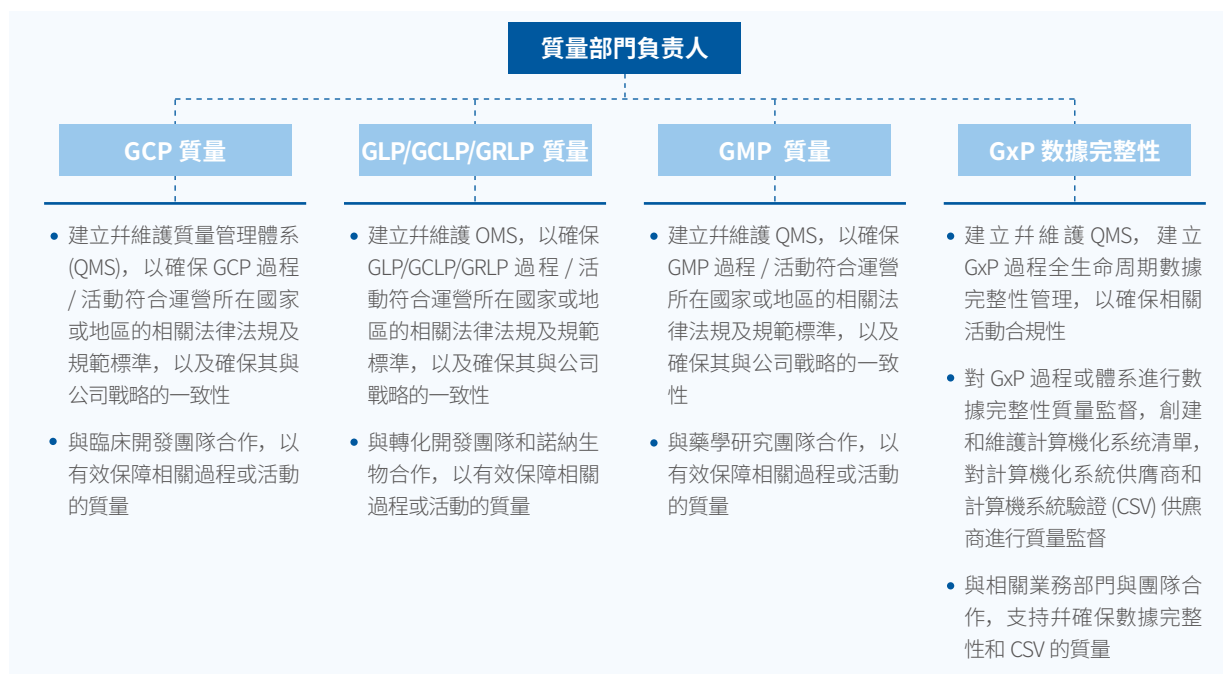 質量部門負责人
GCP 質量
建立幷維護質量管理體系
(QMS)，以確保 GCP 過程
/ 活動符合運營所在國家
或地區的相關法律法規及
規範標準，以及確保其與
公司戰略的一致性
與臨床開發團隊合作，以
有效保障相關過程或活動
的質量
GLP/GCLP/GRLP 質量
建立幷維護 OMS，以確保
GLP/GCLP/GRLP 過程 / 活
動符合運營所在國家或地
區的相關法律法規及規範
標準，以及確保其與公司
戰略的一致性
與轉化開發團隊和諾納生
物合作，以有效保障相關
過程或活動的質量
GMP 質量
建立幷維護 QMS，以確保
GMP 過程 / 活動符合運營
所在國家或地區的相關法
律法規及規範標準，以及
確保其與公司戰略的一致
性
與藥學研究團隊合作，以
有效保障相關過程或活動
的質量
GxP 數據完整性
建立幷維護 QMS，建立
GxP 過程全生命周期數據
完整性管理，以確保相關
活動合規性
對 GxP 過程或體系進行數
據完整性質量監督，創建
和維護計算機化系统清單，
對計算機化系統供膺商和
計算機系統驗證 (CSV) 供應
商進行質量監督
與相關業務部門與團隊合
作，支持幷確保數據完整
性和 CSV 的質量